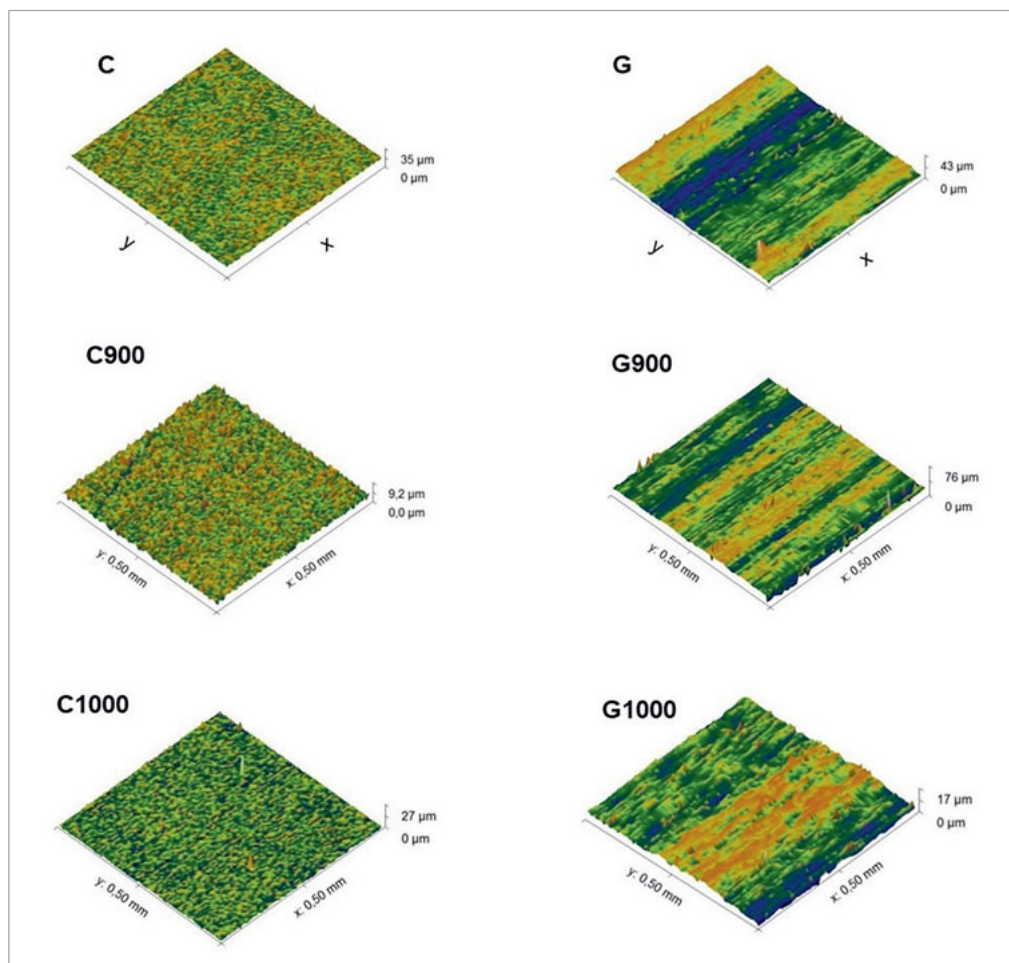 C
35 µm
0 µm
y
x
G
43 µm
0 µm
y
x
C900
9,2 µm
0,0 µm
y: 0,50 mm
x: 0,50 mm
G900
76 µm
0 µm
y: 0,50 mm
x: 0,50 mm
C1000
27 µm
0 µm
y: 0,50 mm
x: 0,50 mm
G1000
17 µm
0 µm
y: 0,50 mm
x: 0,50 mm